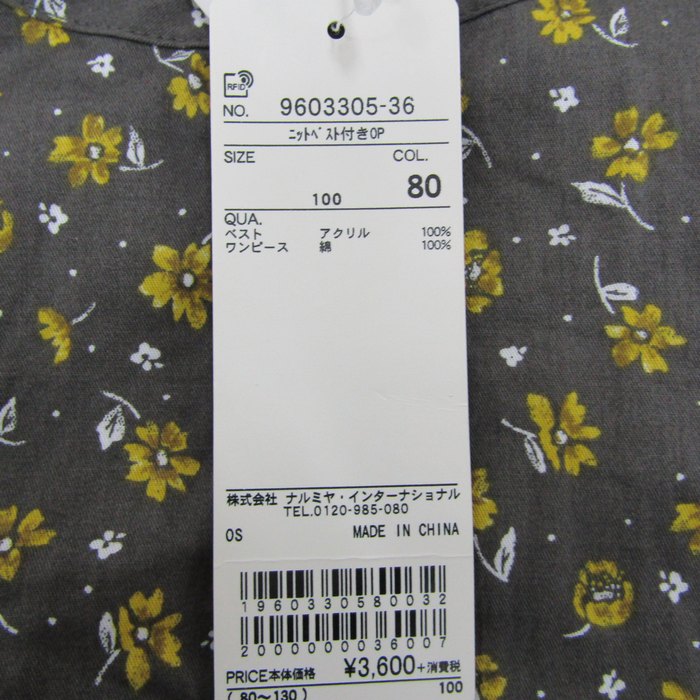 RFID
NO. 9603305-36
ニットベスト付きOP
SIZE COL.
100 80
QUA.
ベスト アクリル 100%
ワンピース 綿 100%
株式会社 ナルミヤ・インターナショナル
TEL.0120-985-080
OS MADE IN CHINA
1960330580032
2000000036007
PRICE本体価格 ¥3,600+消費税
(80〜130) 100